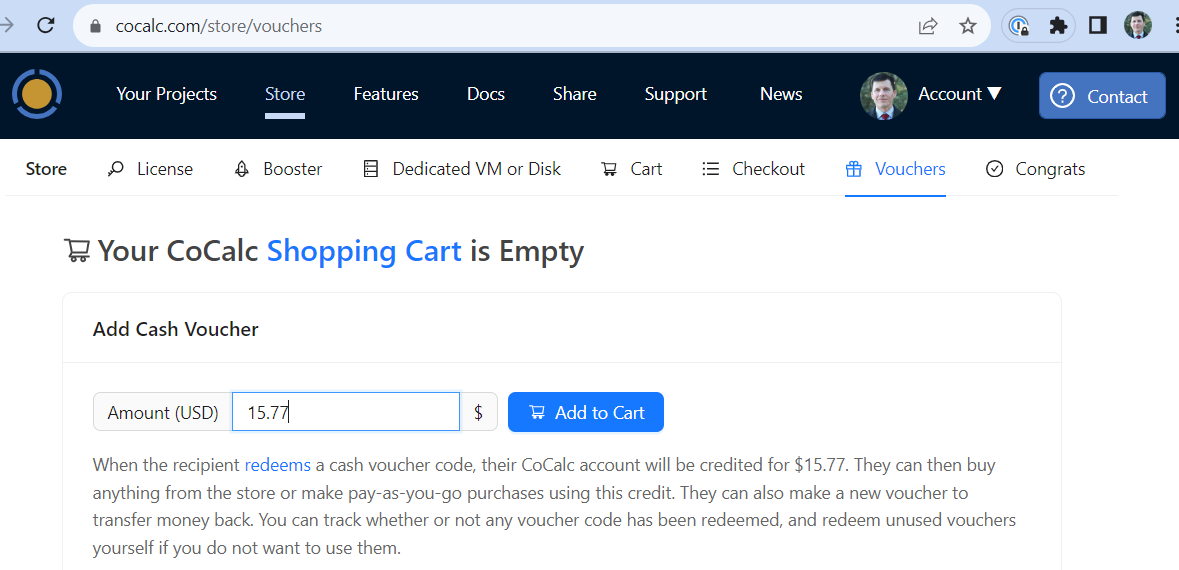 cocalc.com/store/vouchers
Your Projects Store Features Docs Share Support News Account ▼ Contact
Store License Booster Dedicated VM or Disk Cart Checkout Vouchers Congrats
Your CoCalc Shopping Cart is Empty
Add Cash Voucher
Amount (USD) 15.77 $ Add to Cart
When the recipient redeems a cash voucher code, their CoCalc account will be credited for $15.77. They can then buy
anything from the store or make pay-as-you-go purchases using this credit. They can also make a new voucher to
transfer money back. You can track whether or not any voucher code has been redeemed, and redeem unused vouchers
yourself if you do not want to use them.